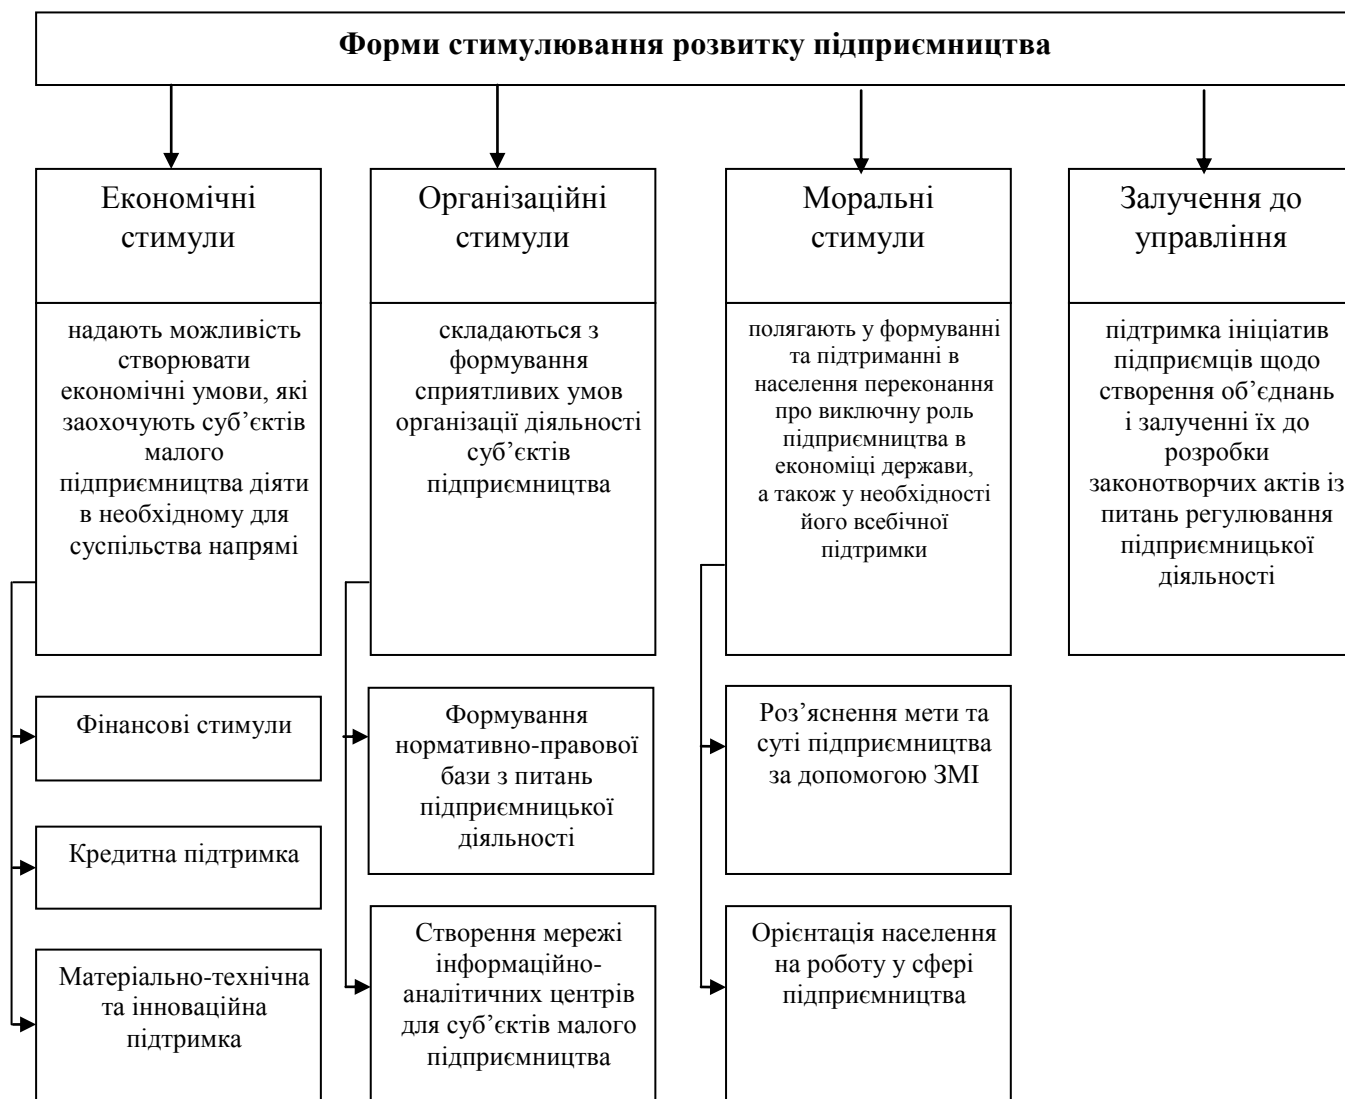 Форми стимулювання розвитку підприємництва
Економічні
стимули
надають можливість
створювати
економічні умови, які
заохочують суб’єктів
малого
підприємництва діяти
в необхідному для
суспільства напрямі
Фінансові стимули
Кредитна підтримка
Матеріально-технічна
та інноваційна
підтримка
Організаційні
стимули
складаються з
формування
сприятливих умов
організації діяльності
суб’єктів
підприємництва
Формування
нормативно-правової
бази з питань
підприємницької
діяльності
Створення мережі
інформаційно-
аналітичних центрів
для суб’єктів малого
підприємництва
Моральні
стимули
полягають у формуванні
та підтриманні в
населення переконання
про виключну роль
підприємництва в
економіці держави,
а також у необхідності
його всебічної
підтримки
Роз’яснення мети та
суті підприємництва
за допомогою ЗМІ
Орієнтація населення
на роботу у сфері
підприємництва
Залучення до
управління
підтримка ініціатив
підприємців щодо
створення об’єднань
і залученні їх до
розробки
законотворчих актів із
питань регулювання
підприємницької
діяльності